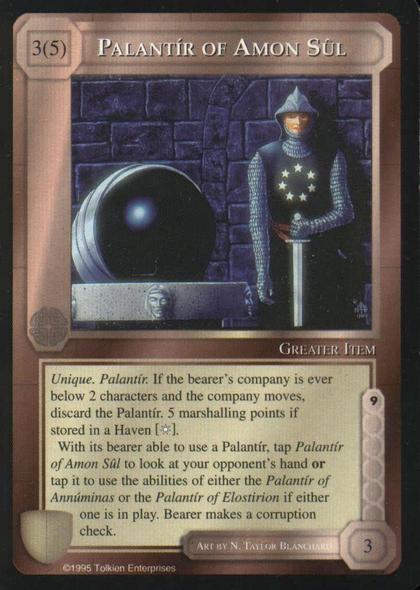 3(5)
Palantír of Amon Sûl
Greater Item
Unique. Palantír. If the bearer's company is ever
below 2 characters and the company moves,
discard the Palantír. 5 marshalling points if
stored in a Haven [☼].
With its bearer able to use a Palantír, tap Palantír
of Amon Sûl to look at your opponent's hand or
tap it to use the abilities of either the Palantír of
Annúminas or the Palantír of Elostirion if either
one is in play. Bearer makes a corruption
check.
9
Art by N. Taylor Blanchard
3
©1995 Tolkien Enterprises